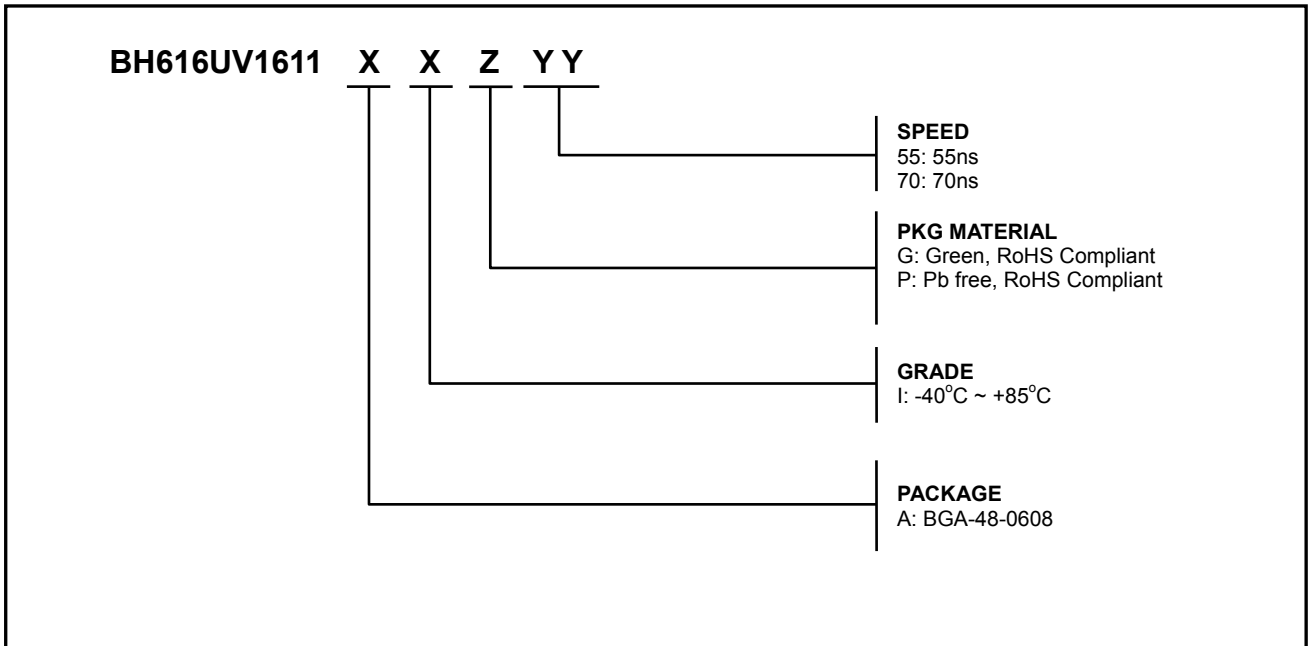 BH616UV1611 X X Z Y Y
SPEED
55: 55ns
70: 70ns
PKG MATERIAL
G: Green, RoHS Compliant
P: Pb free, RoHS Compliant
GRADE
I: -40°C ~ +85°C
PACKAGE
A: BGA-48-0608